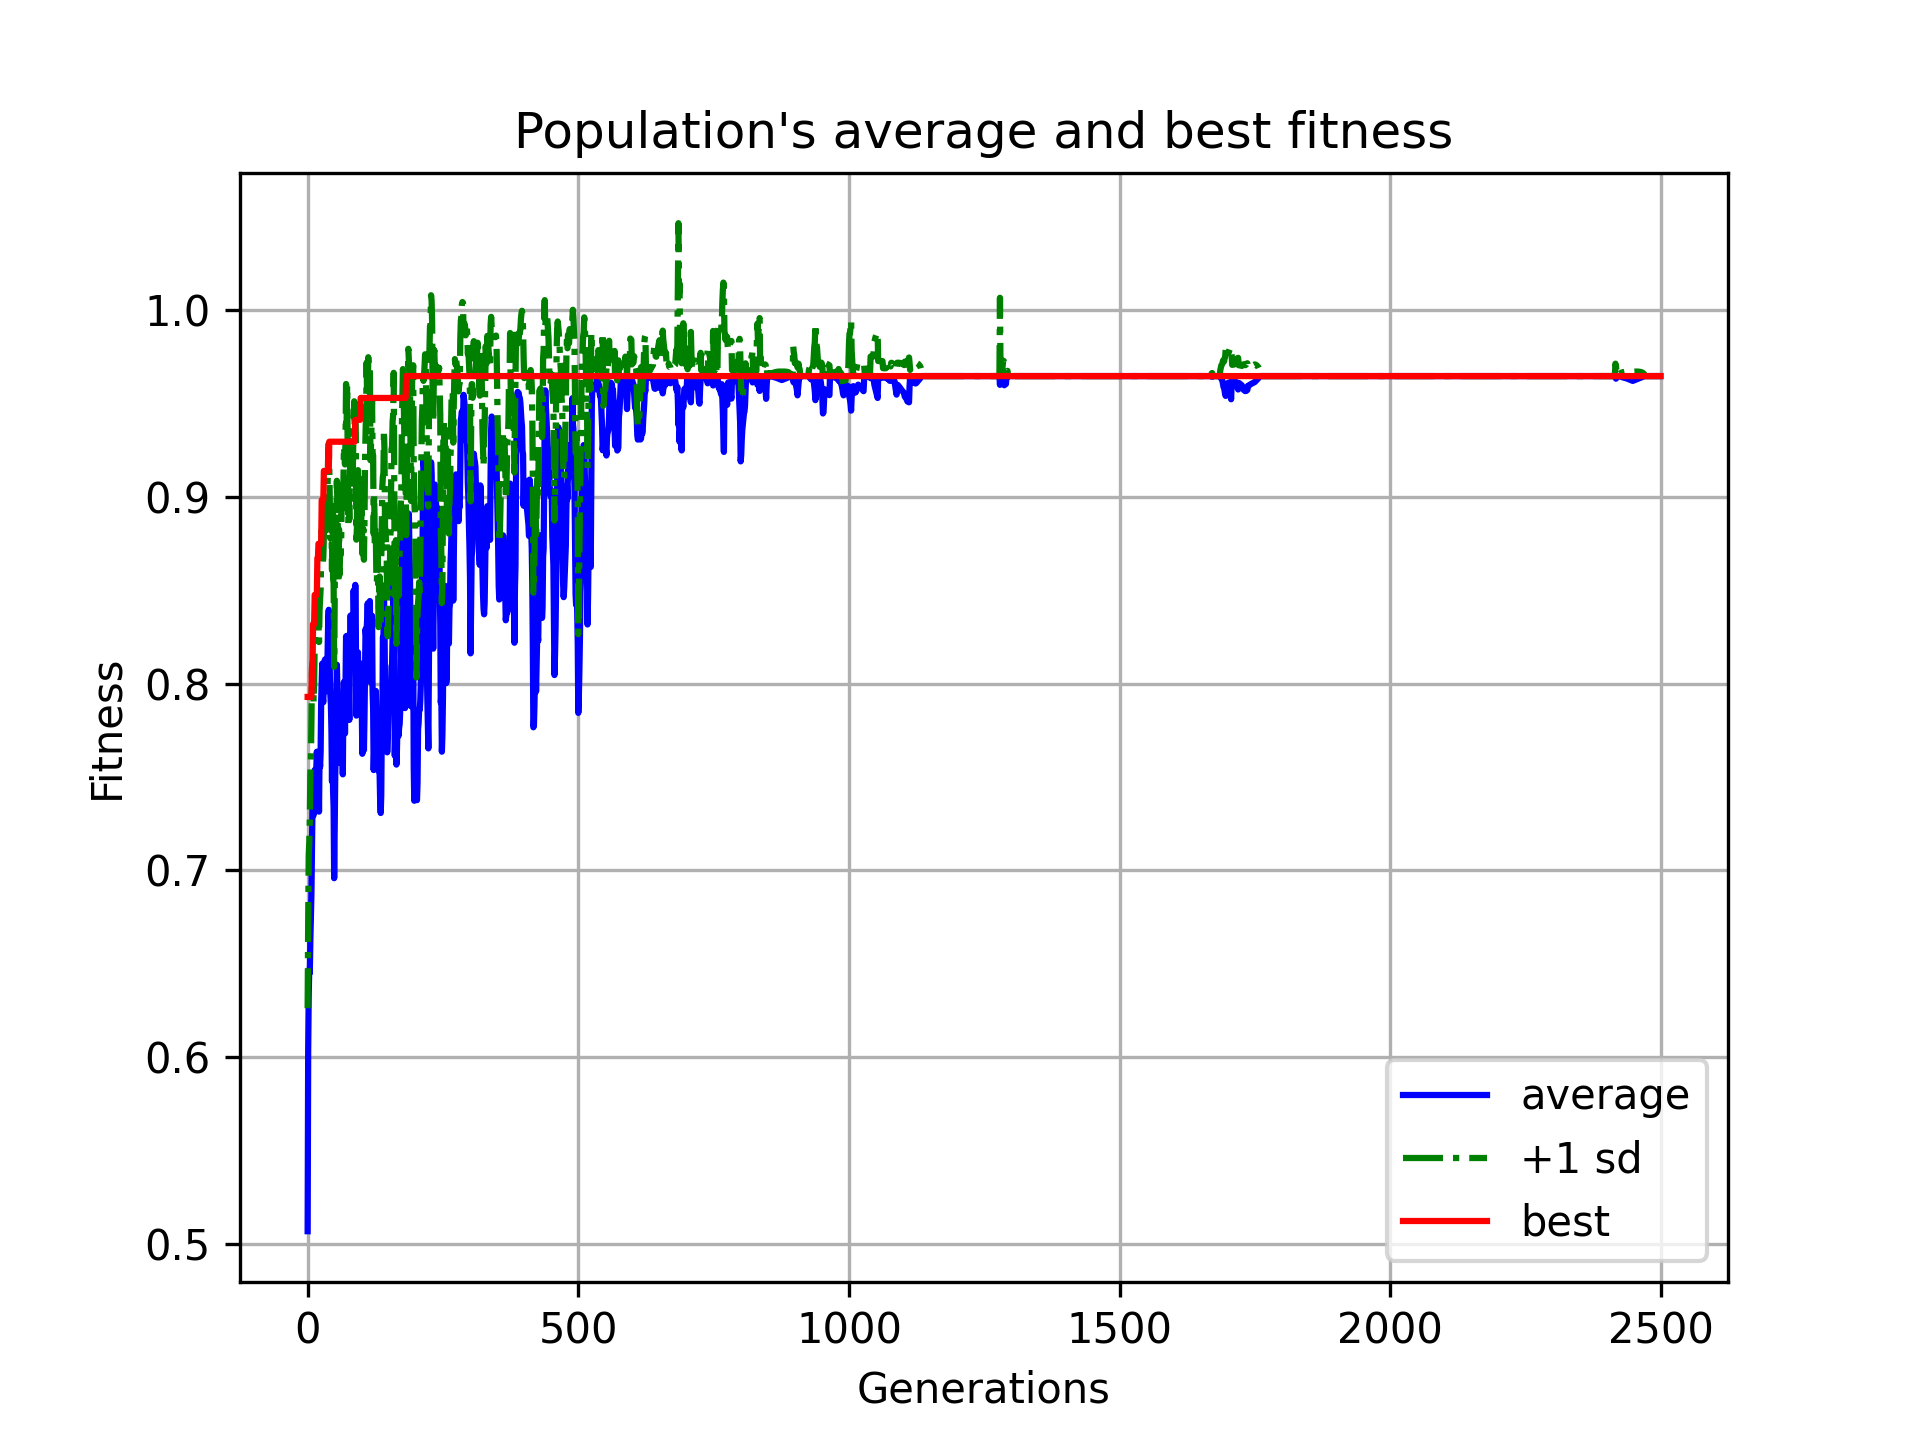 Population's average and best fitness
Fitness
1.0
0.9
0.8
0.7
0.6
0.5
0 500 1000 1500 2000 2500
Generations
average
+1 sd
best